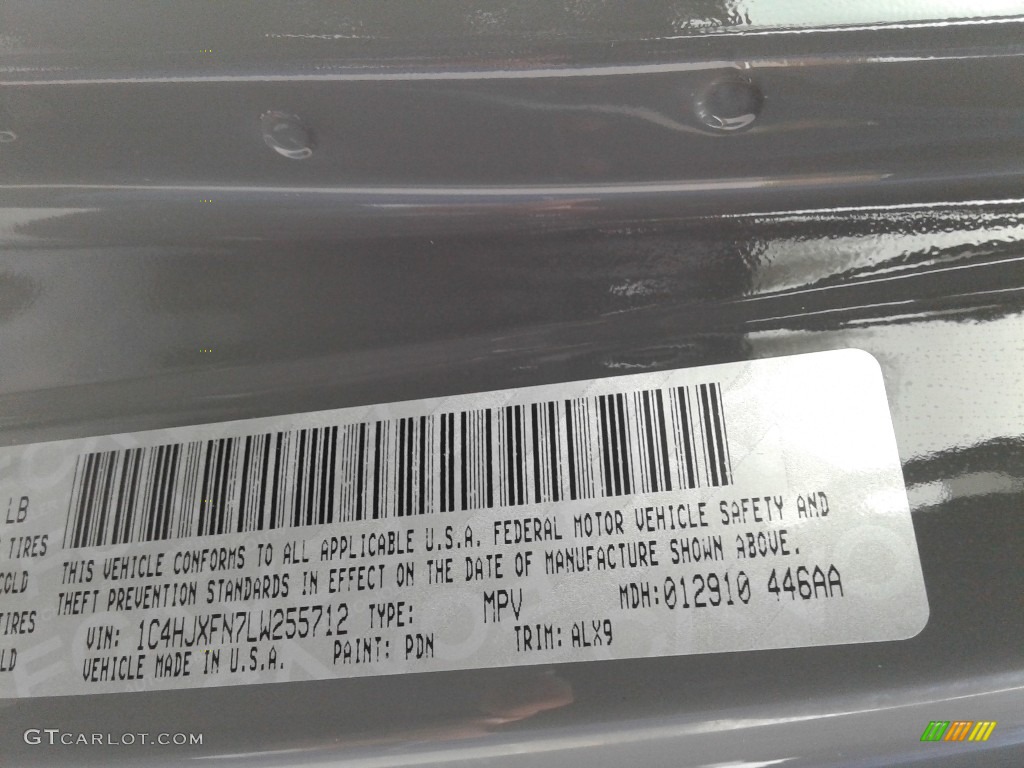 LB
TIRES
COLD
TIRES
THIS VEHICLE CONFORMS TO ALL APPLICABLE U.S.A. FEDERAL MOTOR VEHICLE SAFETY AND
THEFT PREVENTION STANDARDS IN EFFECT ON THE DATE OF MANUFACTURE SHOWN ABOVE.
VIN: 1C4HJXFN7LW255712 TYPE: MPV MDH:012910 446AA
VEHICLE MADE IN U.S.A. PAINT: PDN TRIM: ALX9
GTCARLOT.COM